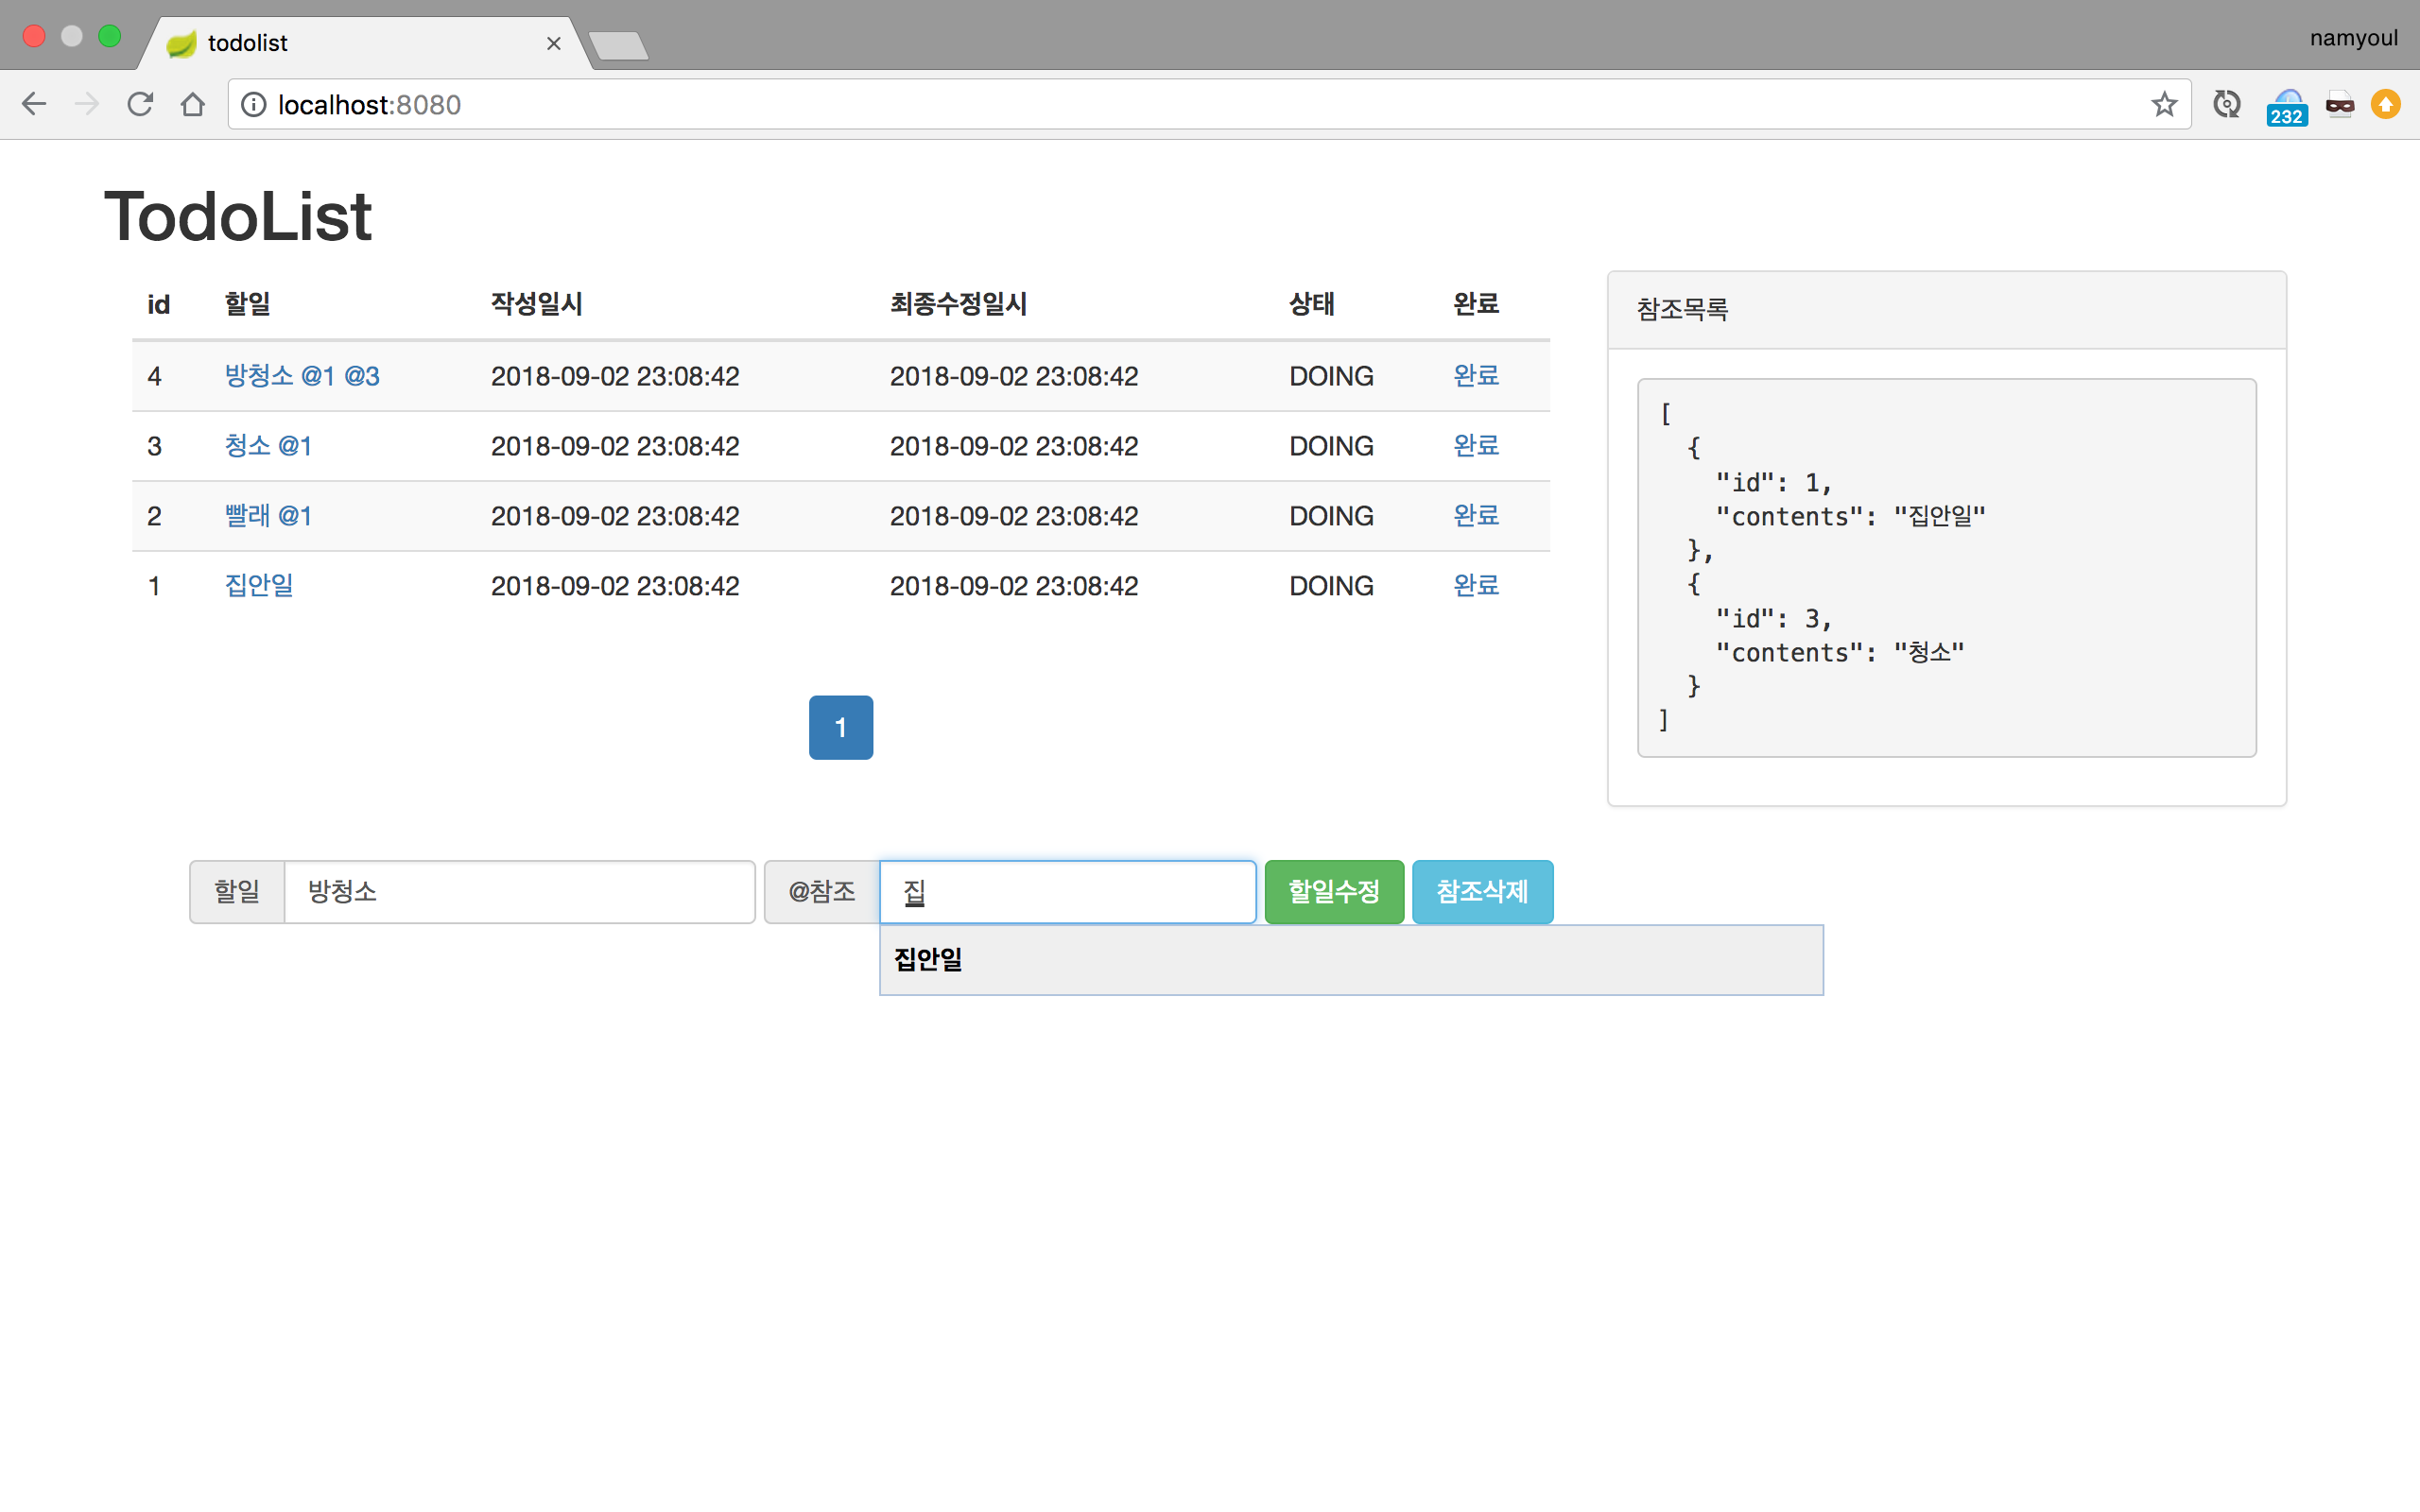 todolist
namyoul
localhost:8080
232
TodoList
id 할일 작성일시 최종수정일시 상태 완료
4 방청소 @1 @3 2018-09-02 23:08:42 2018-09-02 23:08:42 DOING 완료
3 청소 @1 2018-09-02 23:08:42 2018-09-02 23:08:42 DOING 완료
2 빨래 @1 2018-09-02 23:08:42 2018-09-02 23:08:42 DOING 완료
1 집안일 2018-09-02 23:08:42 2018-09-02 23:08:42 DOING 완료
1
참조목록
[
{
"id": 1,
"contents": "집안일"
},
{
"id": 3,
"contents": "청소"
}
]
할일 방청소 @참조 집 할일수정 참조삭제
집안일